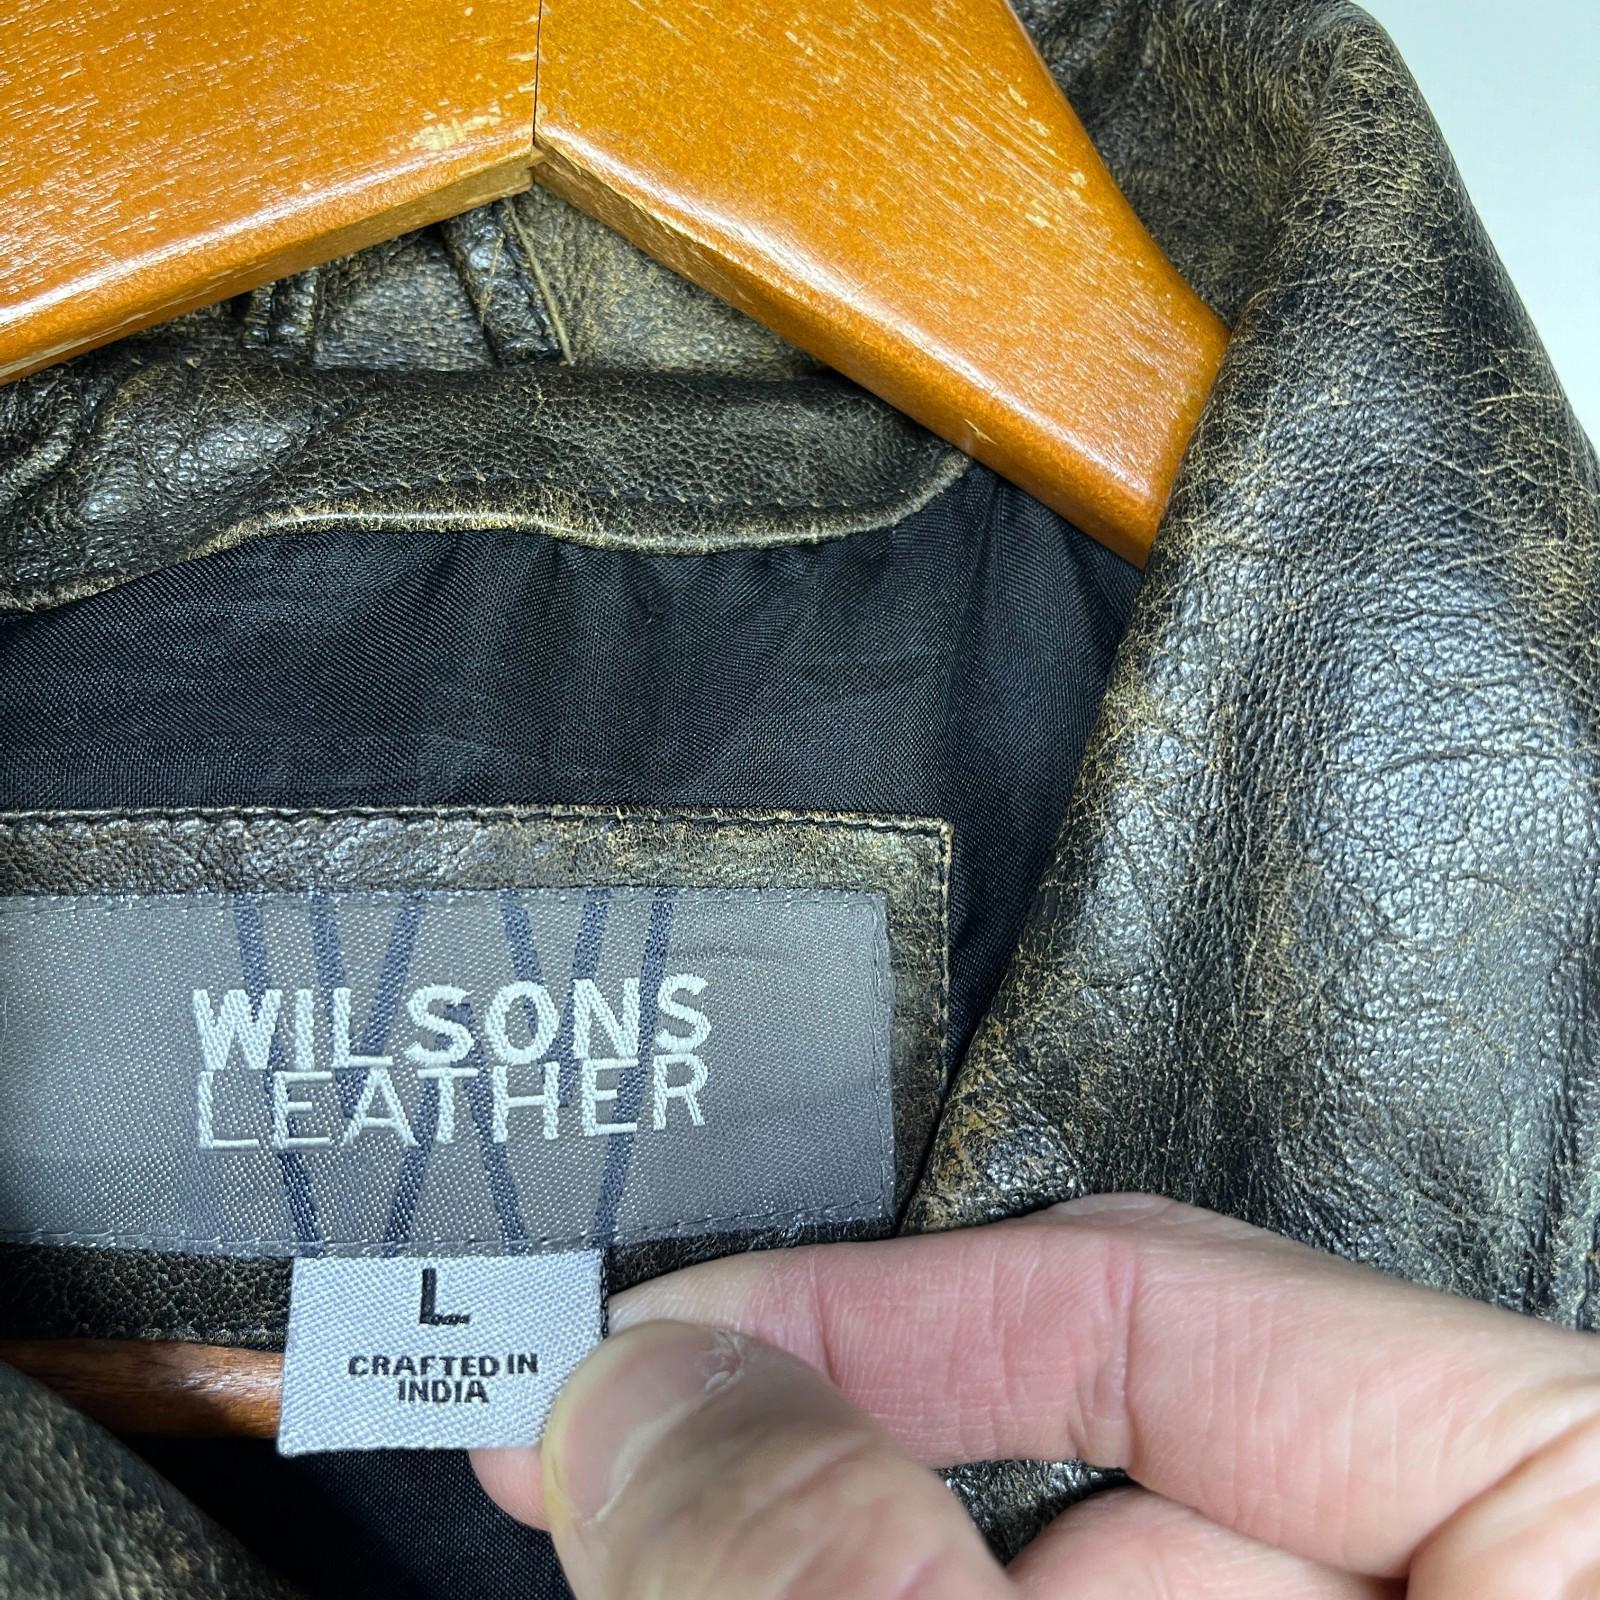 WILSONS
LEATHER
L
CRAFTED IN
INDIA